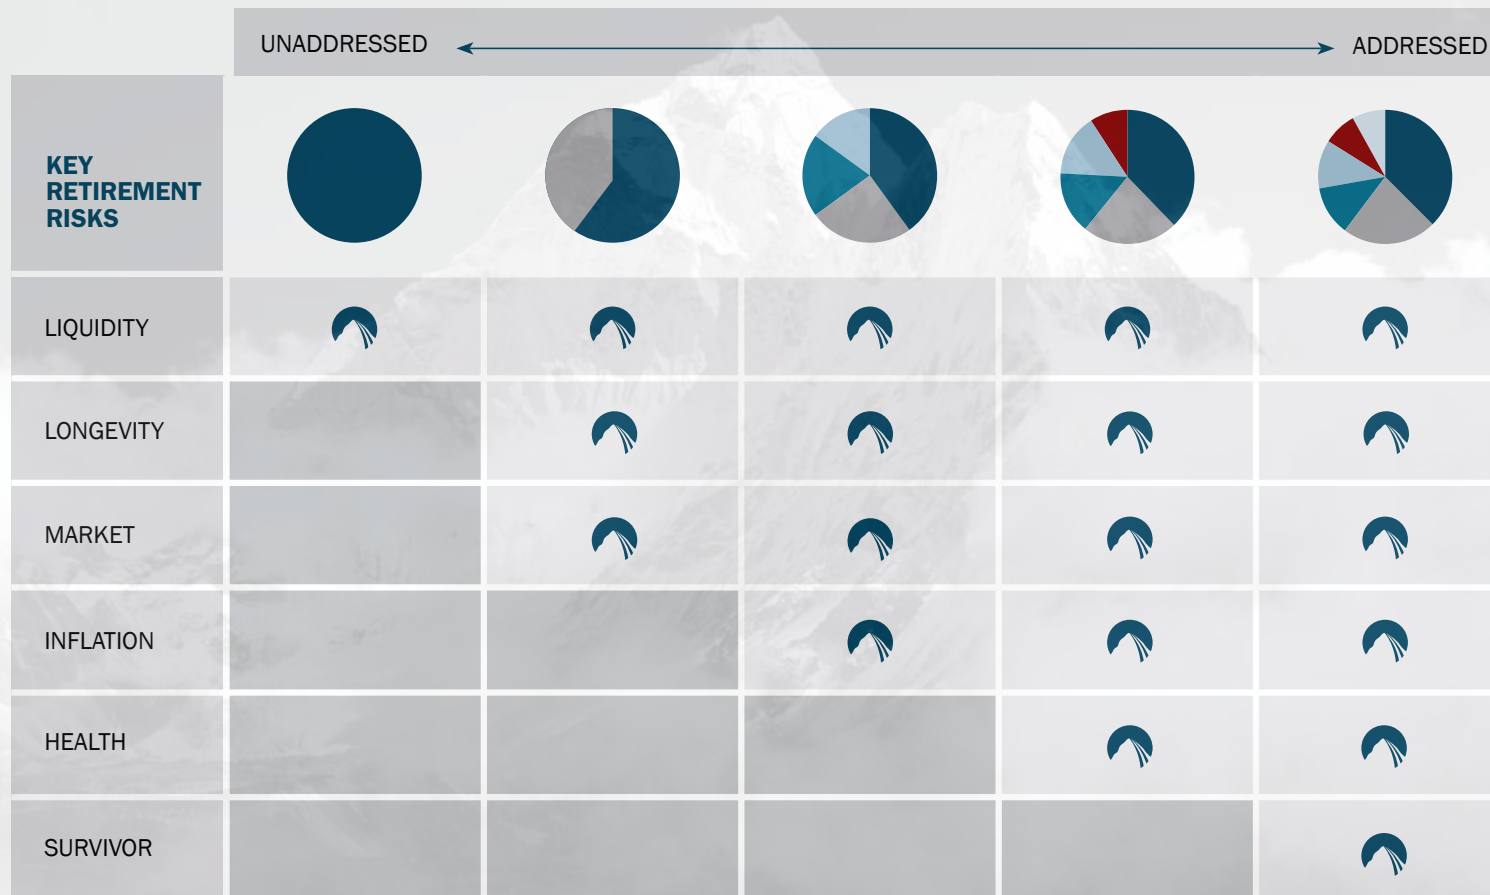 UNADDRESSED
ADDRESSED
KEY
RETIREMENT
RISKS
LIQUIDITY
LONGEVITY
MARKET
INFLATION
HEALTH
SURVIVOR